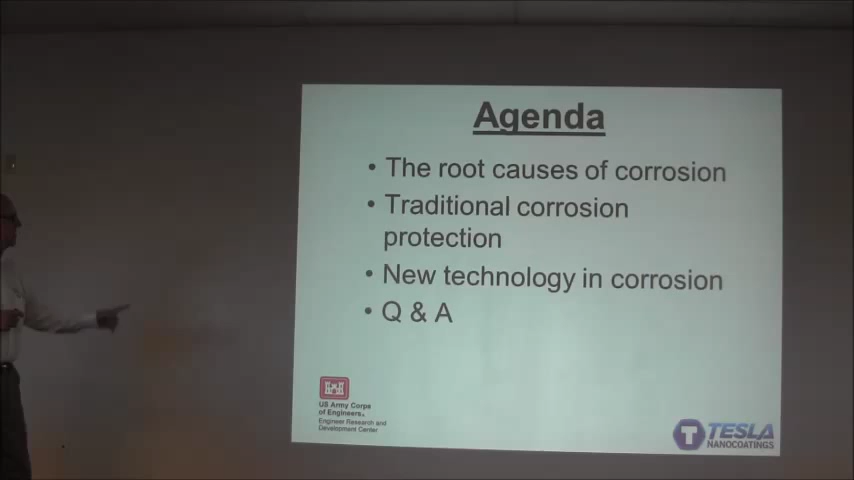 Agenda
• The root causes of corrosion
• Traditional corrosion
protection
• New technology in corrosion
• Q & A
US Army Corps
of Engineers®
Engineer Research and
Development Center
T
TESLA
NANOCOATINGS